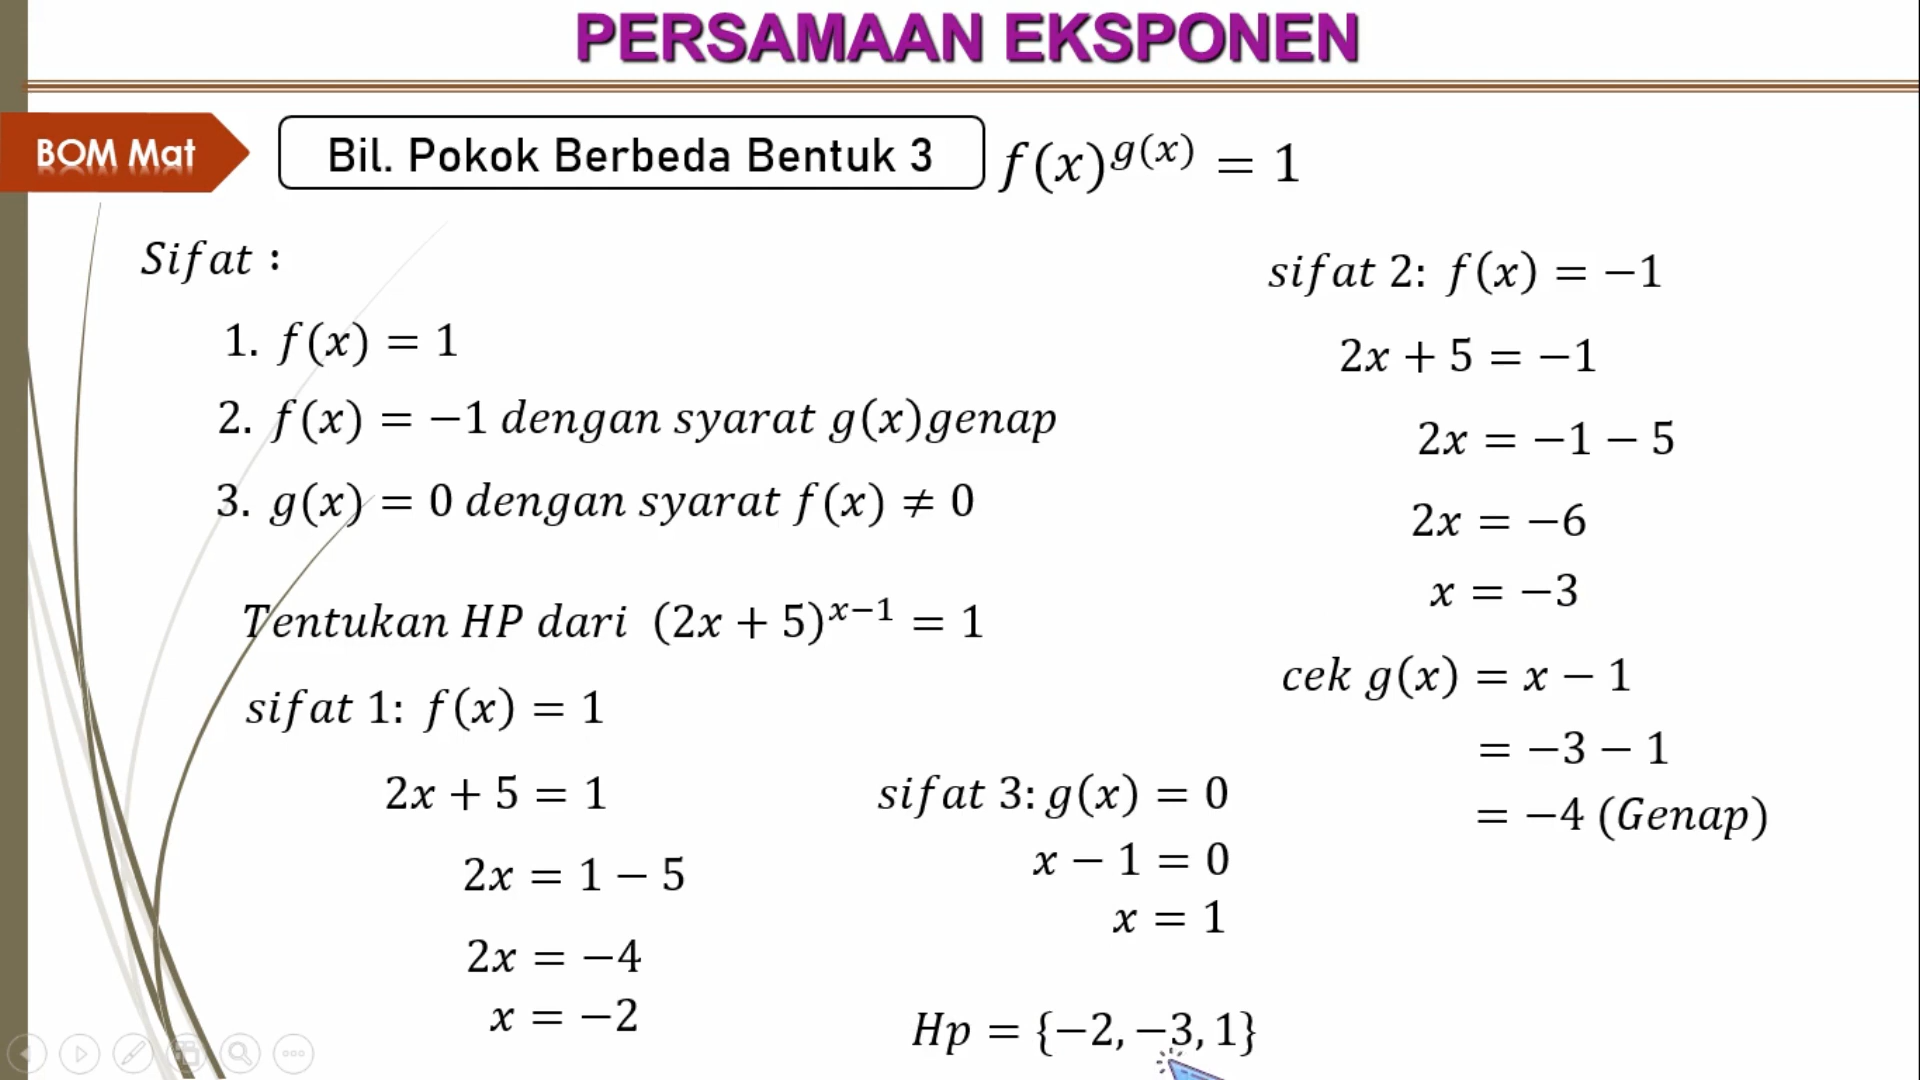 PERSAMAAN EKSPONEN
BOM Mat
Bil. Pokok Berbeda Bentuk 3
f(x)^{g(x)} = 1
Sifat :
1. f(x) = 1
2. f(x) = −1 dengan syarat g(x)genap
3. g(x) = 0 dengan syarat f(x) ≠ 0
Tentukan HP dari (2x + 5)^{x−1} = 1
sifat 1: f(x) = 1
2x + 5 = 1
2x = 1 − 5
2x = −4
x = −2
sifat 2: f(x) = −1
2x + 5 = −1
2x = −1 − 5
2x = −6
x = −3
cek g(x) = x − 1
= −3 − 1
= −4 (Genap)
sifat 3: g(x) = 0
x − 1 = 0
x = 1
Hp = {−2, −3, 1}